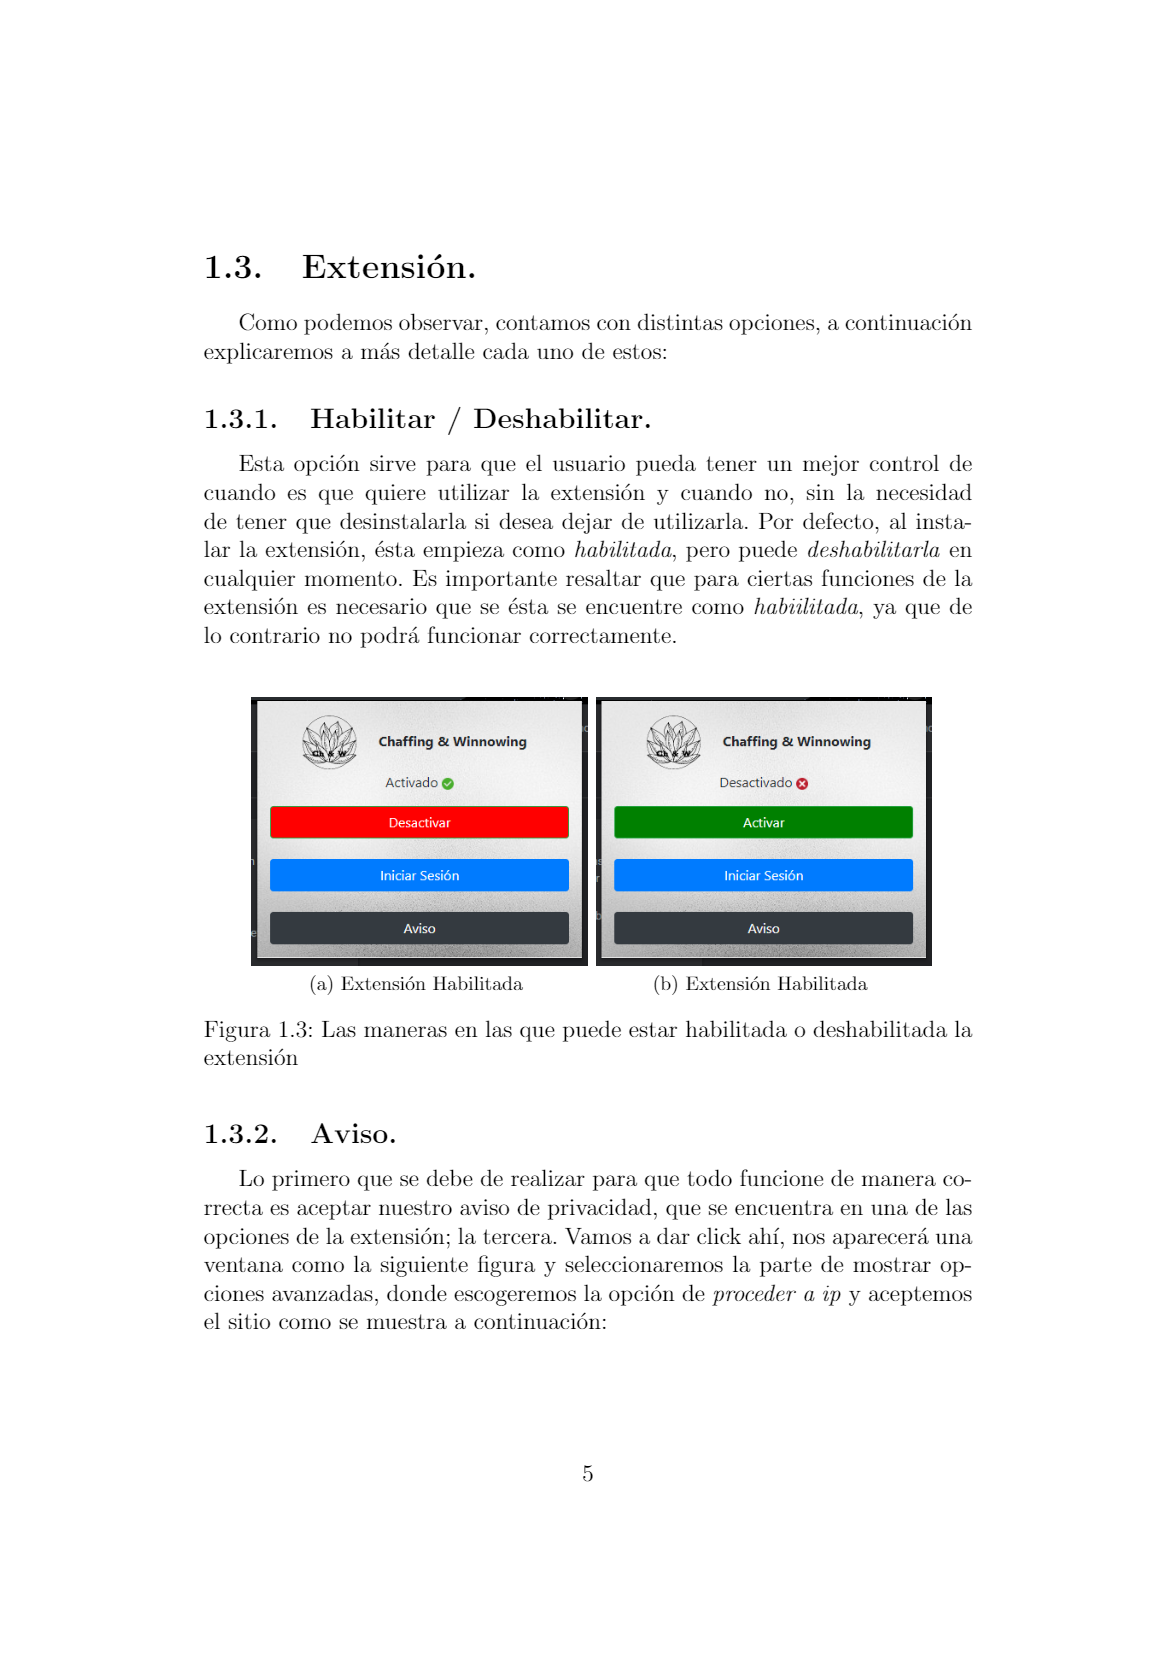 1.3. Extensión.
Como podemos observar, contamos con distintas opciones, a continuación
explicaremos a más detalle cada uno de estos:
1.3.1. Habilitar / Deshabilitar.
Esta opción sirve para que el usuario pueda tener un mejor control de
cuando es que quiere utilizar la extensión y cuando no, sin la necesidad
de tener que desinstalarla si desea dejar de utilizarla. Por defecto, al insta-
lar la extensión, ésta empieza como habilitada, pero puede deshabilitarla en
cualquier momento. Es importante resaltar que para ciertas funciones de la
extensión es necesario que se ésta se encuentre como habiilitada, ya que de
lo contrario no podrá funcionar correctamente.
Ch & W
Chaffing & Winnowing
Activado
Desactivar
Iniciar Sesión
Aviso
Ch & W
Chaffing & Winnowing
Desactivado
Activar
Iniciar Sesión
Aviso
(a) Extensión Habilitada
(b) Extensión Habilitada
Figura 1.3: Las maneras en las que puede estar habilitada o deshabilitada la
extensión
1.3.2. Aviso.
Lo primero que se debe de realizar para que todo funcione de manera co-
rrecta es aceptar nuestro aviso de privacidad, que se encuentra en una de las
opciones de la extensión; la tercera. Vamos a dar click ahí, nos aparecerá una
ventana como la siguiente figura y seleccionaremos la parte de mostrar op-
ciones avanzadas, donde escogeremos la opción de proceder a ip y aceptemos
el sitio como se muestra a continuación:
5